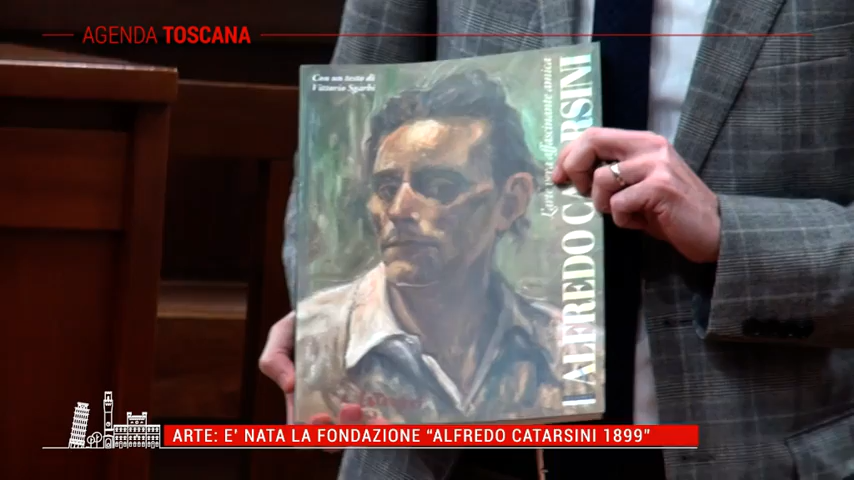 AGENDA TOSCANA
Con un testo di
Vittorio Sgarbi
L'arte vera affascinante amica
ALFREDO CATARSINI
ARTE: E' NATA LA FONDAZIONE “ALFREDO CATARSINI 1899”